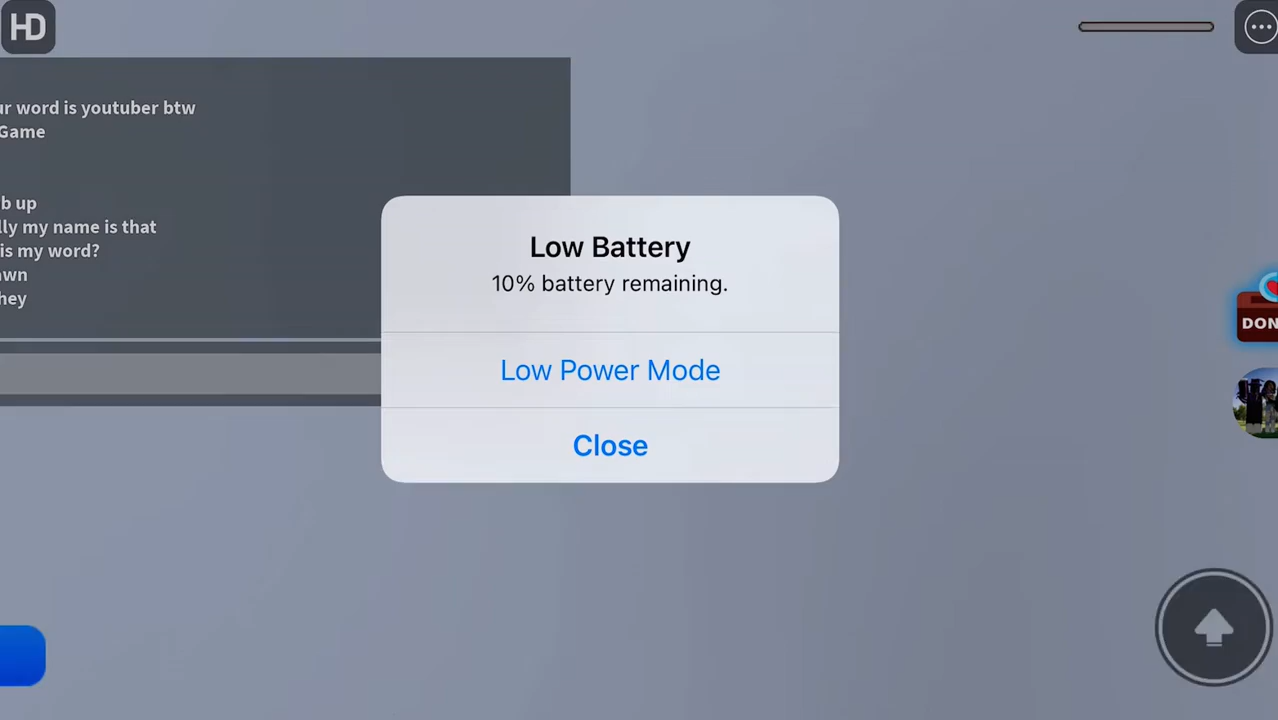 HD
ur word is youtuber btw
Game
b up
lly my name is that
is my word?
awn
hey
Low Battery
10% battery remaining.
Low Power Mode
Close
DON